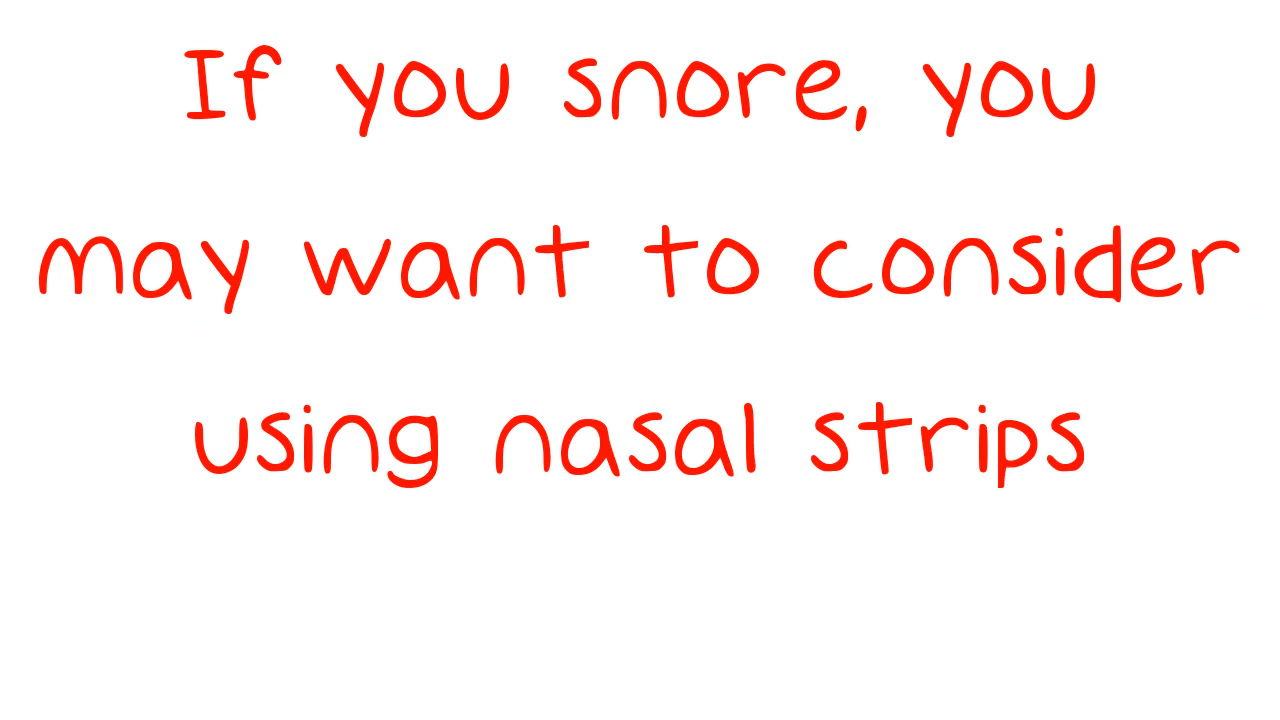 If you snore, you
may want to consider
using nasal strips